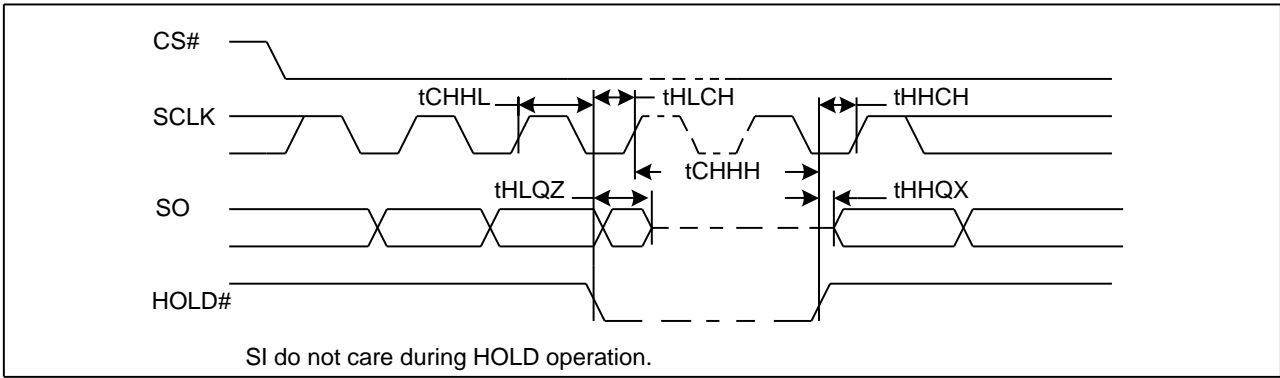 CS#
tCHHL
tHLCH
tHHCH
SCLK
tCHHH
tHLQZ
tHHQX
SO
HOLD#
SI do not care during HOLD operation.